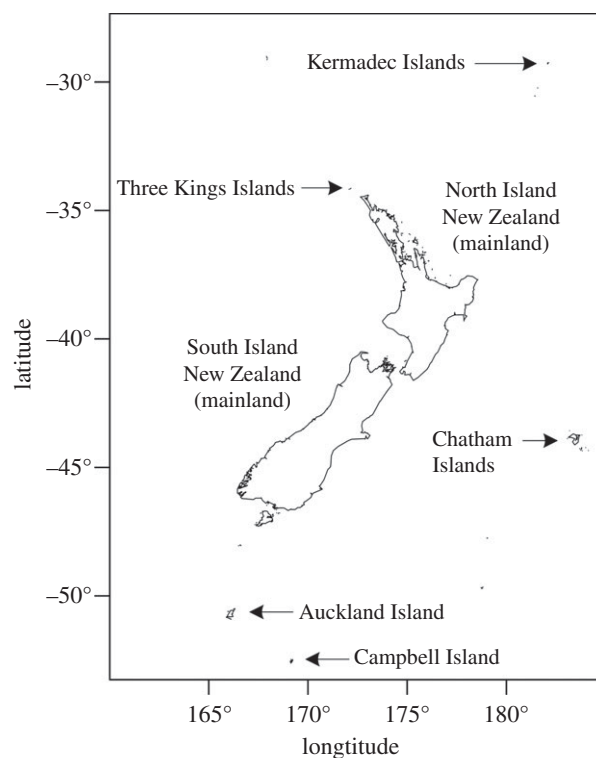 Kermadec Islands
–30°
Three Kings Islands
–35°
North Island
New Zealand
(mainland)
latitude
–40°
South Island
New Zealand
(mainland)
Chatham
Islands
–45°
–50°
Auckland Island
Campbell Island
165° 170° 175° 180°
longtitude